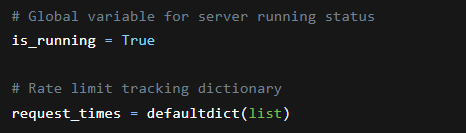 # Global variable for server running status
is_running = True
# Rate limit tracking dictionary
request_times = defaultdict(list)